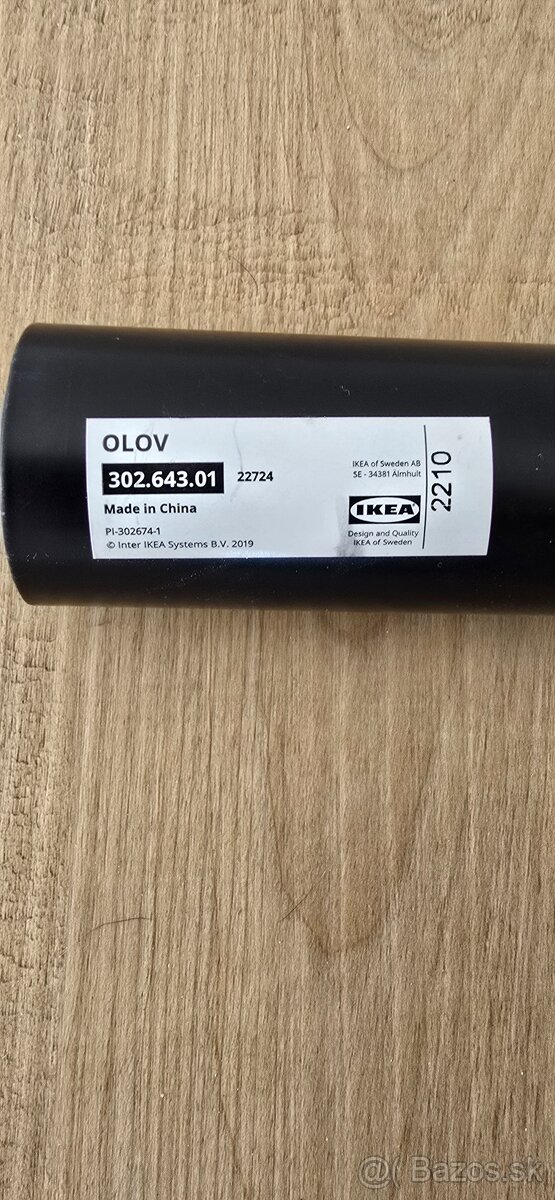 OLOV
302.643.01 22724
Made in China
PI-302674-1
© Inter IKEA Systems B.V. 2019
IKEA of Sweden AB
SE - 34381 Älmhult
IKEA
Design and Quality
IKEA of Sweden
2210
@( Bazos.sk